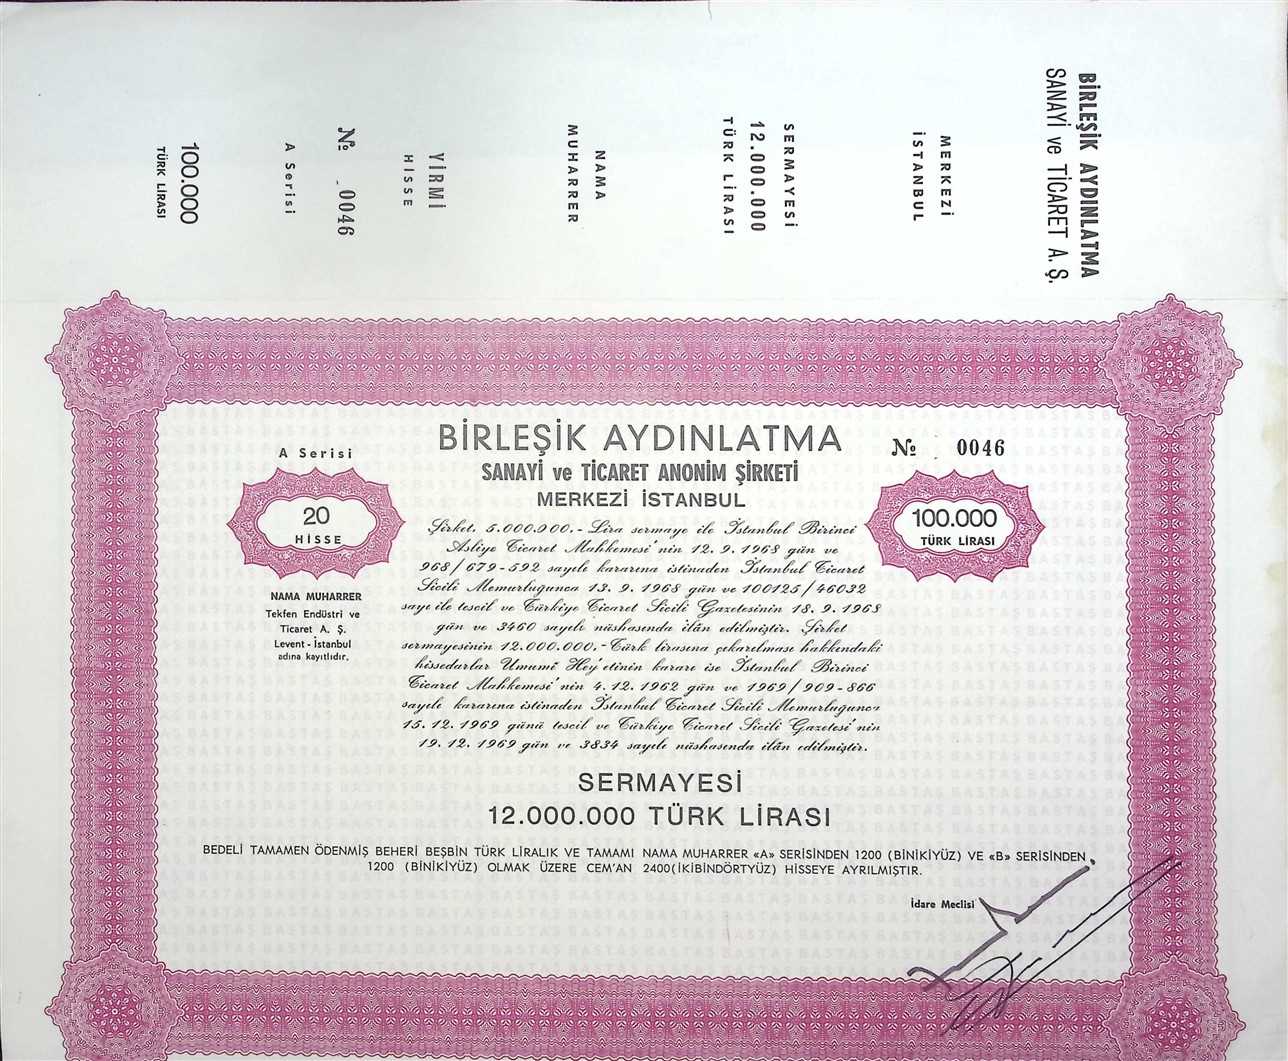 BİRLEŞİK AYDINLATMA
SANAYİ ve TİCARET A. Ş.
MERKEZİ
İSTANBUL
SERMAYESİ
12.000.000
TÜRK LİRASI
NAMA
MUHARRER
YİRMİ
HİSSE
№ 0046
A Serisi
100.000
TÜRK LİRASI
BİRLEŞİK AYDINLATMA
SANAYİ ve TİCARET ANONİM ŞİRKETİ
MERKEZİ İSTANBUL
A Serisi
20
HİSSE
NAMA MUHARRER
Tekfen Endüstri ve
Ticaret A. Ş.
Levent - İstanbul
adına kayıtlıdır.
№ 0046
100.000
TÜRK LİRASI
Şirket, 5.000.000.- Lira sermaye ile İstanbul Birinci
Asliye Ticaret Mahkemesi'nin 12. 9. 1968 gün ve
968/679-592 sayılı kararına istinaden İstanbul Ticaret
Sicili Memurluğunca 13. 9. 1968 gün ve 100125/46032
sayı ile tescil ve Türkiye Ticaret Sicili Gazetesinin 18. 9. 1968
gün ve 3460 sayılı nüshasında ilân edilmiştir. Şirket
sermayesinin 12.000.000.-Türk lirasına çıkarılması hakkındaki
hissedarlar Umumî Hey'etinin kararı ise İstanbul Birinci
Ticaret Mahkemesi'nin 4. 12. 1962 gün ve 1969/909-866
sayılı kararına istinaden İstanbul Ticaret Sicili Memurluğunca
15. 12. 1969 günü tescil ve Türkiye Ticaret Sicili Gazetesi'nin
19. 12. 1969 gün ve 3834 sayılı nüshasında ilân edilmiştir.
SERMAYESİ
12.000.000 TÜRK LİRASI
BEDELİ TAMAMEN ÖDENMİŞ BEHERİ BEŞBİN TÜRK LİRALIK VE TAMAMI NAMA MUHARRER «A» SERİSİNDEN 1200 (BİNİKİYÜZ) VE «B» SERİSİNDEN
1200 (BİNİKİYÜZ) OLMAK ÜZERE CEM'AN 2400(İKİBİNDÖRTYÜZ) HİSSEYE AYRILMIŞTIR.
İdare Meclisi